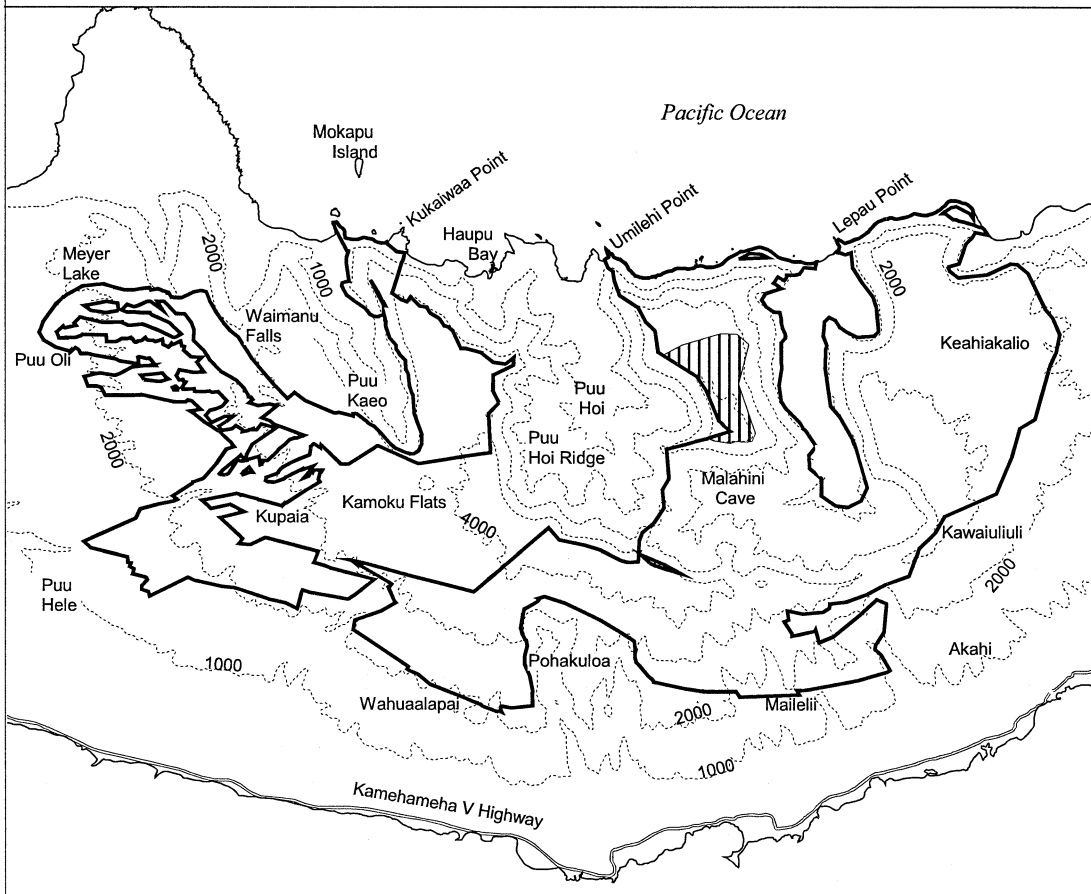 Pacific Ocean
Mokapu
Island
Kukaiwaa Point
Umilehi Point
Lepau Point
Haupu
Bay
Meyer
Lake
2000
1000
2000
Waimanu
Falls
Keahiakalio
Puu Oli
Puu
Kaeo
Puu
Hoi
Puu
Hoi Ridge
2000
Malahini
Cave
Kamoku Flats
Kupaia
4000
Kawaiuliuli
2000
Puu
Hele
1000
Pohakuloa
Akahi
Wahuaalapai
Mailelii
2000
1000
Kamehameha V Highway